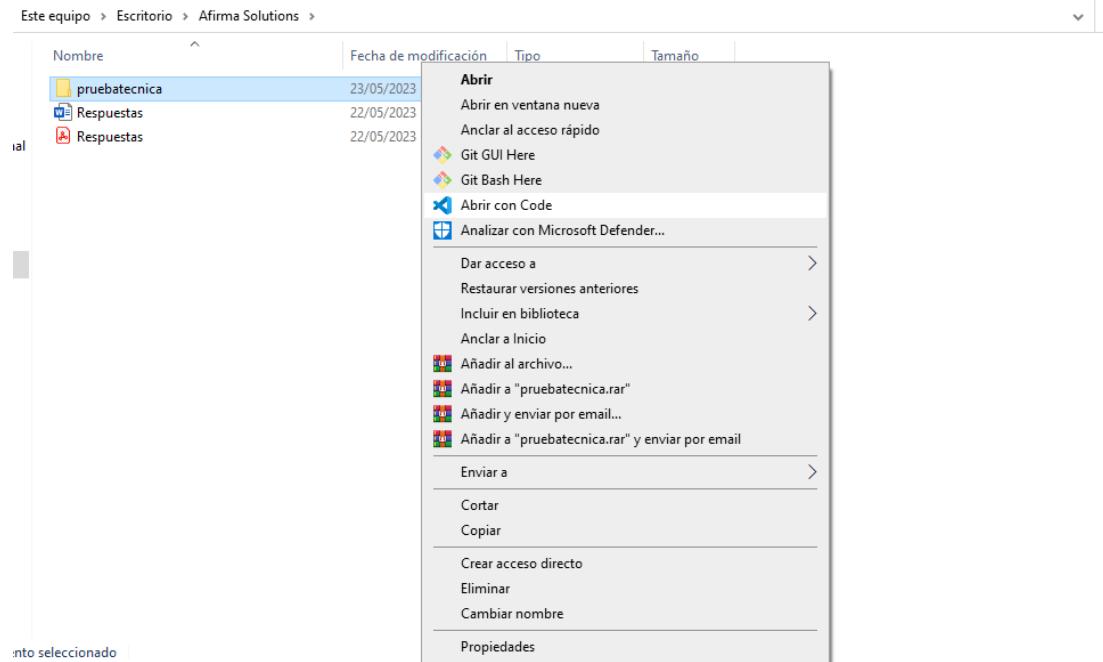 Este equipo > Escritorio > Afirma Solutions >
Nombre Fecha de modificación Tipo Tamaño
pruebatecnica 23/05/2023
Respuestas 22/05/2023
Respuestas 22/05/2023
Abrir
Abrir en ventana nueva
Anclar al acceso rápido
Git GUI Here
Git Bash Here
Abrir con Code
Analizar con Microsoft Defender...
Dar acceso a
Restaurar versiones anteriores
Incluir en biblioteca
Anclar a Inicio
Añadir al archivo...
Añadir a "pruebatecnica.rar"
Añadir y enviar por email...
Añadir a "pruebatecnica.rar" y enviar por email
Enviar a
Cortar
Copiar
Crear acceso directo
Eliminar
Cambiar nombre
Propiedades
nto seleccionado